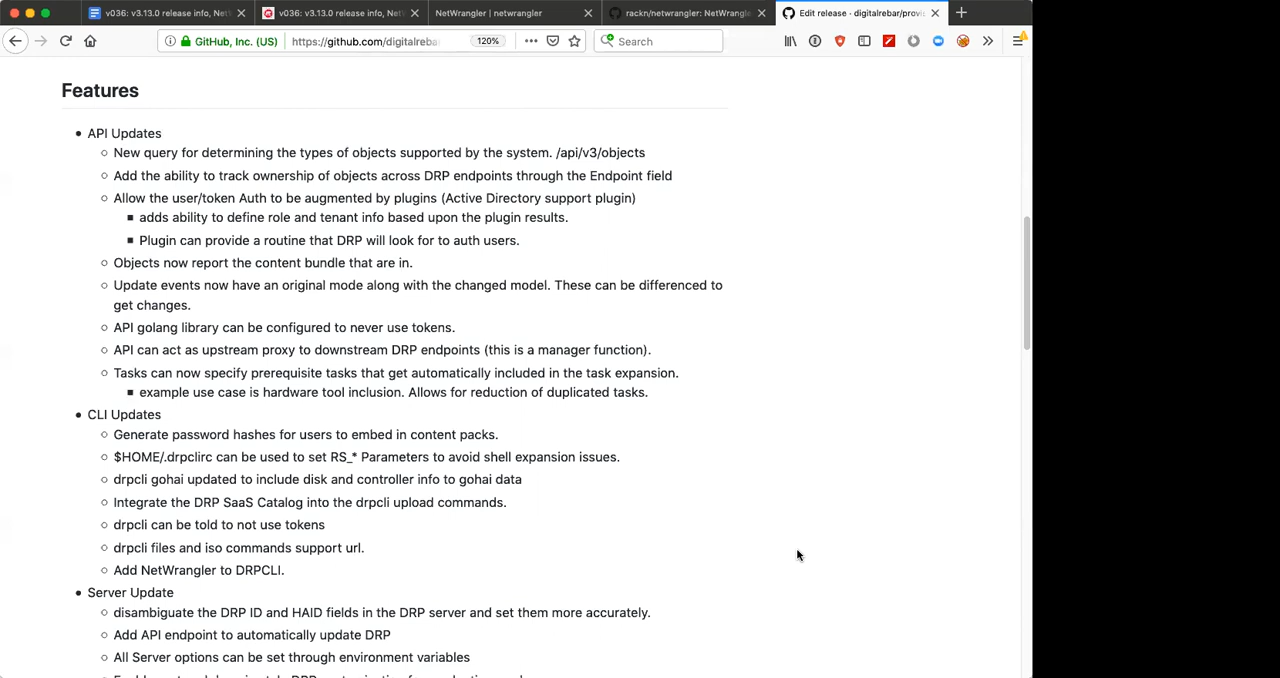 v036: v3.13.0 release info, Net
v036: v3.13.0 release info, Net
NetWrangler | netwrangler
rackn/netwrangler: NetWrangle
Edit release · digitalrebar/provi
GitHub, Inc. (US)
https://github.com/digitalreba
120%
Search
Features
API Updates
New query for determining the types of objects supported by the system. /api/v3/objects
Add the ability to track ownership of objects across DRP endpoints through the Endpoint field
Allow the user/token Auth to be augmented by plugins (Active Directory support plugin)
adds ability to define role and tenant info based upon the plugin results.
Plugin can provide a routine that DRP will look for to auth users.
Objects now report the content bundle that are in.
Update events now have an original mode along with the changed model. These can be differenced to
get changes.
API golang library can be configured to never use tokens.
API can act as upstream proxy to downstream DRP endpoints (this is a manager function).
Tasks can now specify prerequisite tasks that get automatically included in the task expansion.
example use case is hardware tool inclusion. Allows for reduction of duplicated tasks.
CLI Updates
Generate password hashes for users to embed in content packs.
$HOME/.drpclirc can be used to set RS_* Parameters to avoid shell expansion issues.
drpcli gohai updated to include disk and controller info to gohai data
Integrate the DRP SaaS Catalog into the drpcli upload commands.
drpcli can be told to not use tokens
drpcli files and iso commands support url.
Add NetWrangler to DRPCLI.
Server Update
disambiguate the DRP ID and HAID fields in the DRP server and set them more accurately.
Add API endpoint to automatically update DRP
All Server options can be set through environment variables